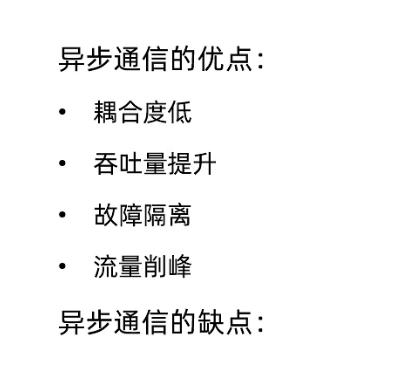 异步通信的优点：
• 耦合度低
• 吞吐量提升
• 故障隔离
• 流量削峰
异步通信的缺点：